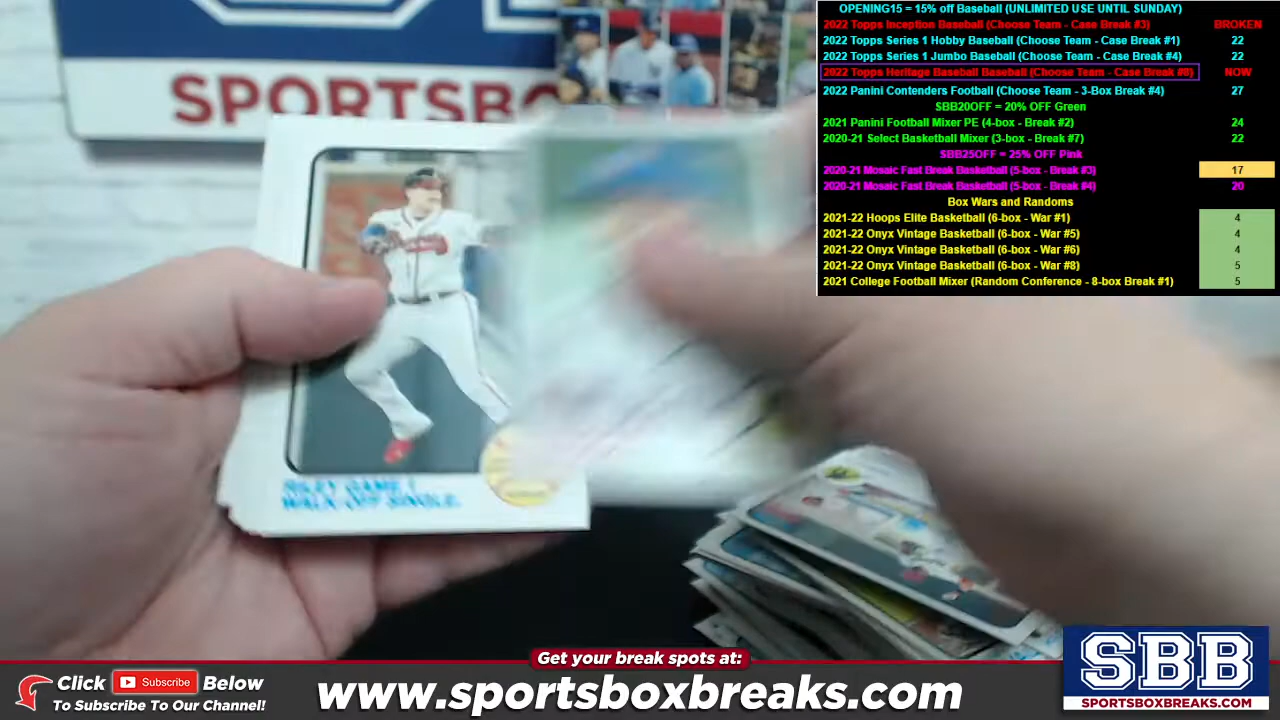 SPORTSBO
OPENING15 = 15% off Baseball (UNLIMITED USE UNTIL SUNDAY)
2022 Topps Inception Baseball (Choose Team - Case Break #3) BROKEN
2022 Topps Series 1 Hobby Baseball (Choose Team - Case Break #1) 22
2022 Topps Series 1 Jumbo Baseball (Choose Team - Case Break #4) 22
2022 Topps Heritage Baseball Baseball (Choose Team - Case Break #8) NOW
2022 Panini Contenders Football (Choose Team - 3-Box Break #4) 27
SBB20OFF = 20% OFF Green
2021 Panini Football Mixer PE (4-box - Break #2) 24
2020-21 Select Basketball Mixer (3-box - Break #7) 22
SBB25OFF = 25% OFF Pink
2020-21 Mosaic Fast Break Basketball (5-box - Break #3) 17
2020-21 Mosaic Fast Break Basketball (5-box - Break #4) 20
Box Wars and Randoms
2021-22 Hoops Elite Basketball (6-box - War #1) 4
2021-22 Onyx Vintage Basketball (6-box - War #5) 4
2021-22 Onyx Vintage Basketball (6-box - War #6) 4
2021-22 Onyx Vintage Basketball (6-box - War #8) 5
2021 College Football Mixer (Random Conference - 8-box Break #1) 5
RILEY GAME 1
WALK-OFF SINGLE
Get your break spots at:
Click Subscribe Below
To Subscribe To Our Channel!
www.sportsboxbreaks.com
SBB
SPORTSBOXBREAKS.COM